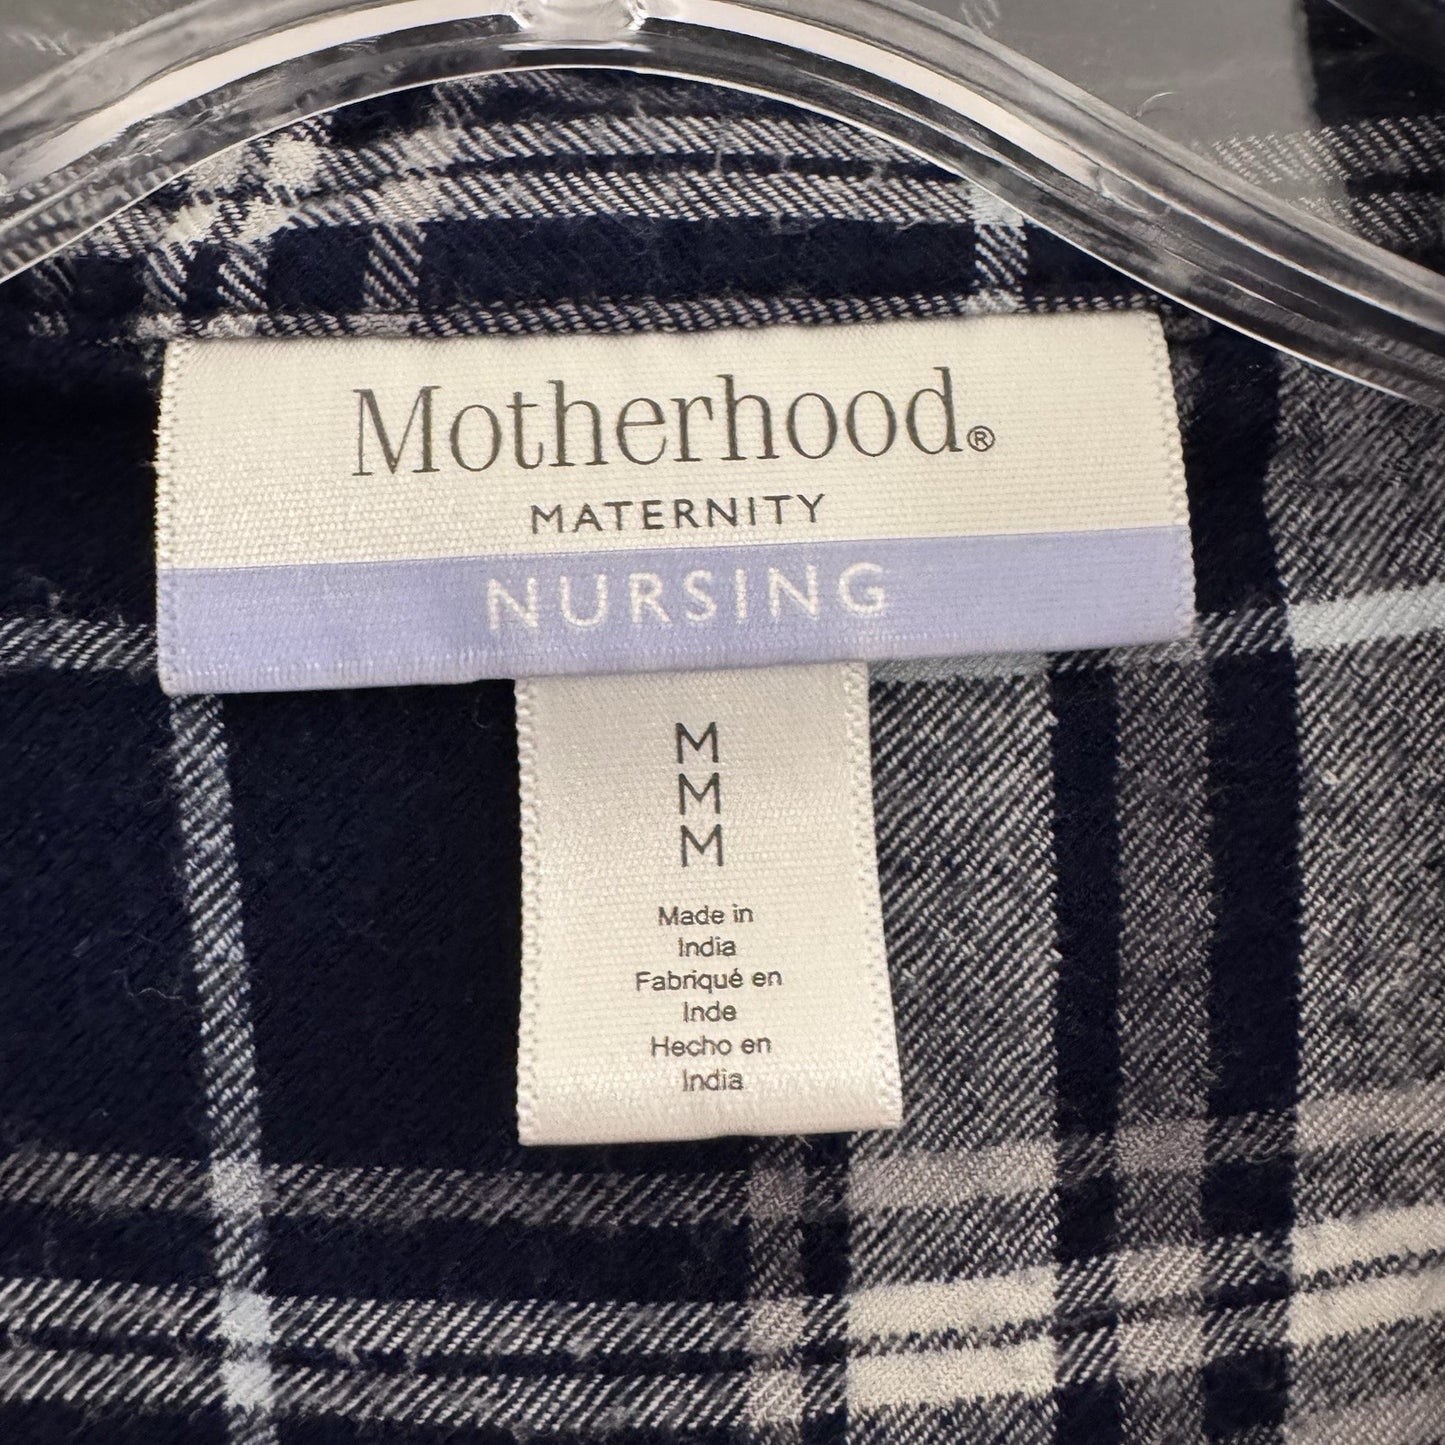 Motherhood®
MATERNITY
NURSING
M
M
M
Made in
India
Fabriqué en
Inde
Hecho en
India